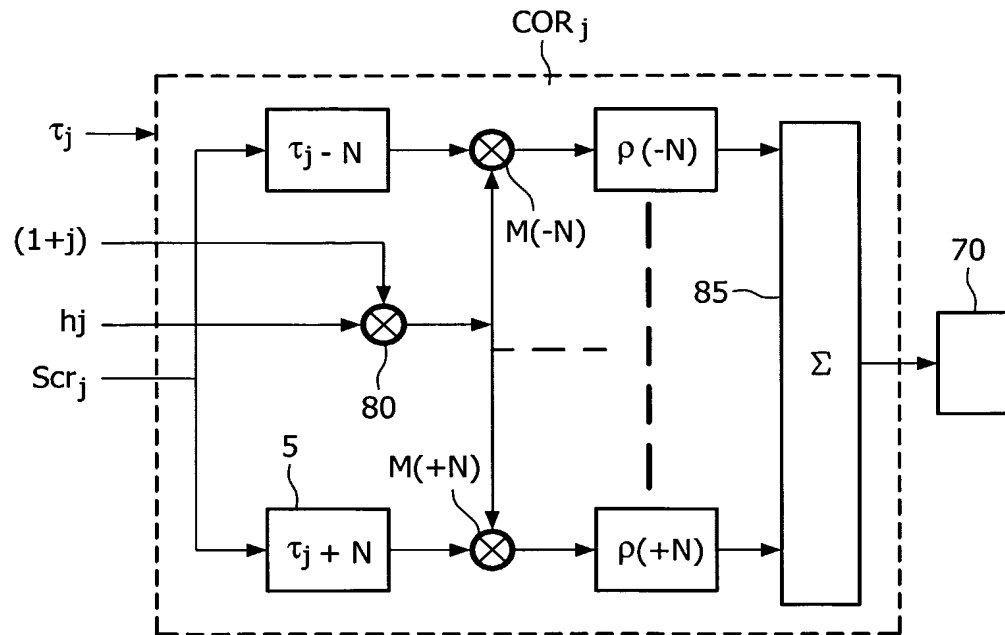 COR j
τj
τj - N
ρ (-N)
M(-N)
(1+j)
hj
80
85
70
Σ
Scrj
5
M(+N)
τj + N
ρ(+N)